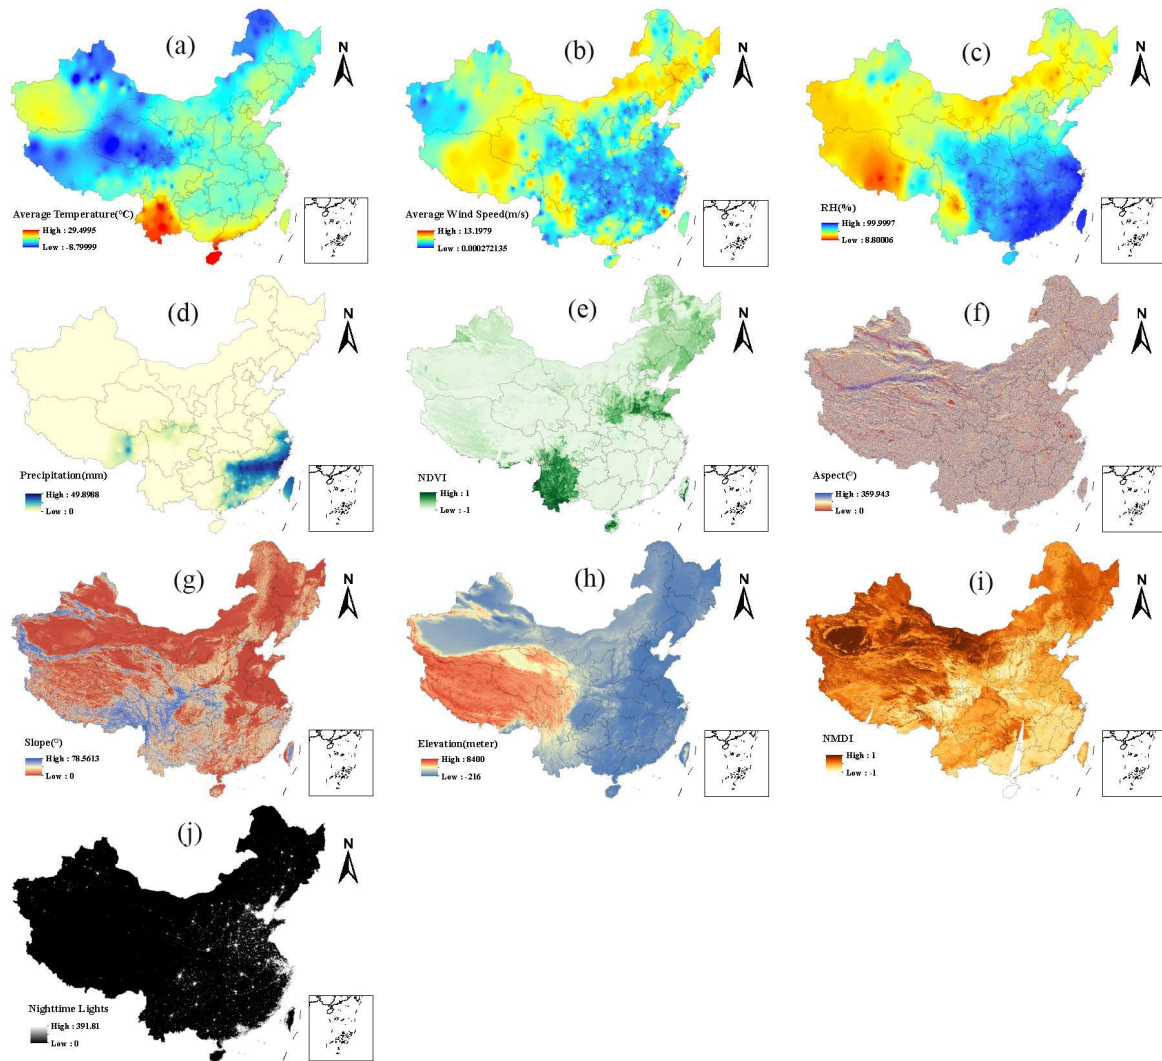 (a)
N
Average Temperature(°C)
High : 29.4995
Low : -8.79999
(b)
N
Average Wind Speed(m/s)
High : 13.1979
Low : 0.000272135
(c)
N
RH(%)
High : 99.9997
Low : 8.80006
(d)
N
Precipitation(mm)
High : 49.8988
Low : 0
(e)
N
NDVI
High : 1
Low : -1
(f)
N
Aspect(°)
High : 359.943
Low : 0
(g)
N
Slope(°)
High : 78.5613
Low : 0
(h)
N
Elevation(meter)
High : 8400
Low : -216
(i)
N
NMDI
High : 1
Low : -1
(j)
N
Nighttime Lights
High : 391.81
Low : 0